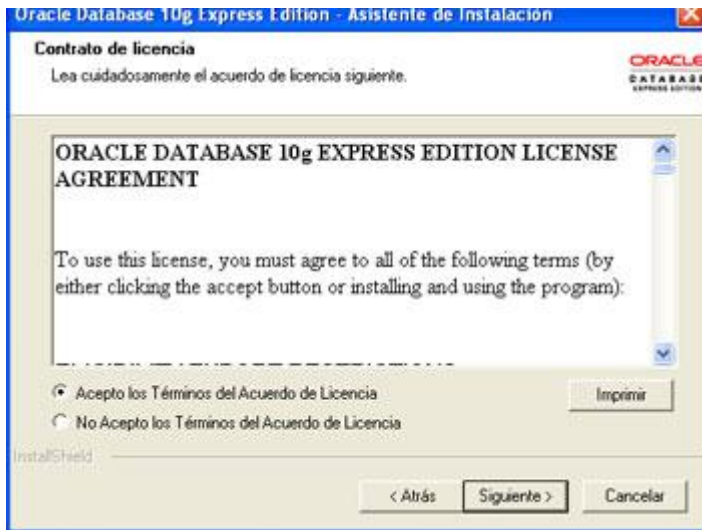 Oracle Database 10g Express Edition - Asistente de Instalación
Contrato de licencia
Lea cuidadosamente el acuerdo de licencia siguiente.
ORACLE
DATABASE
EXPRESS EDITION
ORACLE DATABASE 10g EXPRESS EDITION LICENSE
AGREEMENT
To use this license, you must agree to all of the following terms (by
either clicking the accept button or installing and using the program):
Acepto los Términos del Acuerdo de Licencia
Imprimir
No Acepto los Términos del Acuerdo de Licencia
InstallShield
< Atrás
Siguiente >
Cancelar